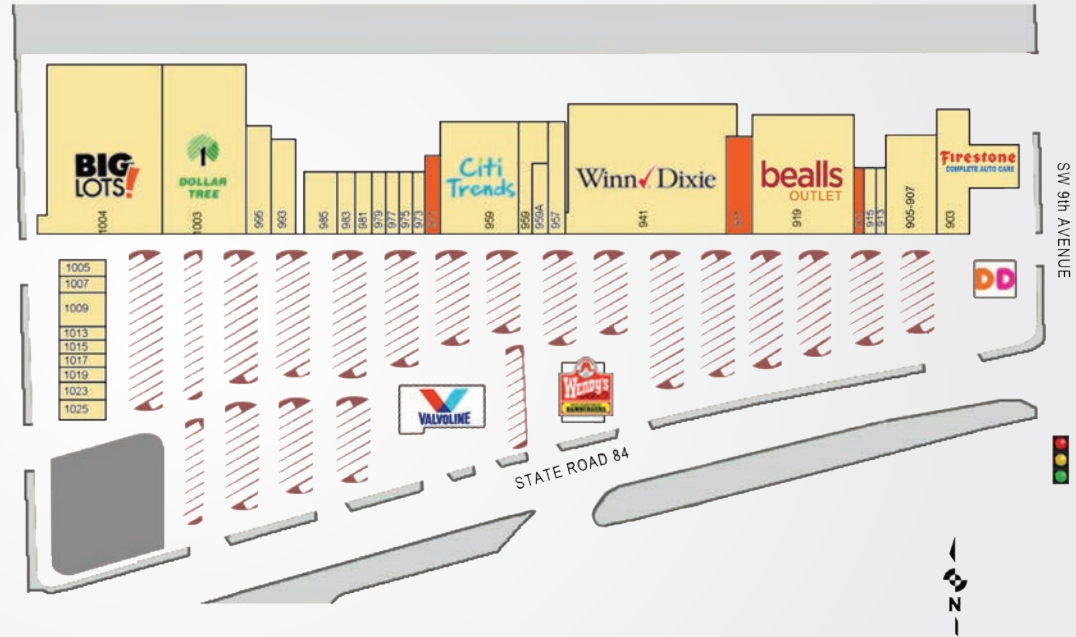 BIG
LOTS!
1004
DOLLAR
TREE
1003
995
993
985
983
981
979
977
975
973
Citi
Trends
959
959
959A
957
Winn Dixie
941
bealls
OUTLET
919
915
913
905-907
Firestone
COMPLETE AUTO CARE
903
SW 9th AVENUE
1005
1007
1009
1013
1015
1017
1019
1023
1025
DD
VALVOLINE
WENDY'S
HAMBURGERS
STATE ROAD 84
N